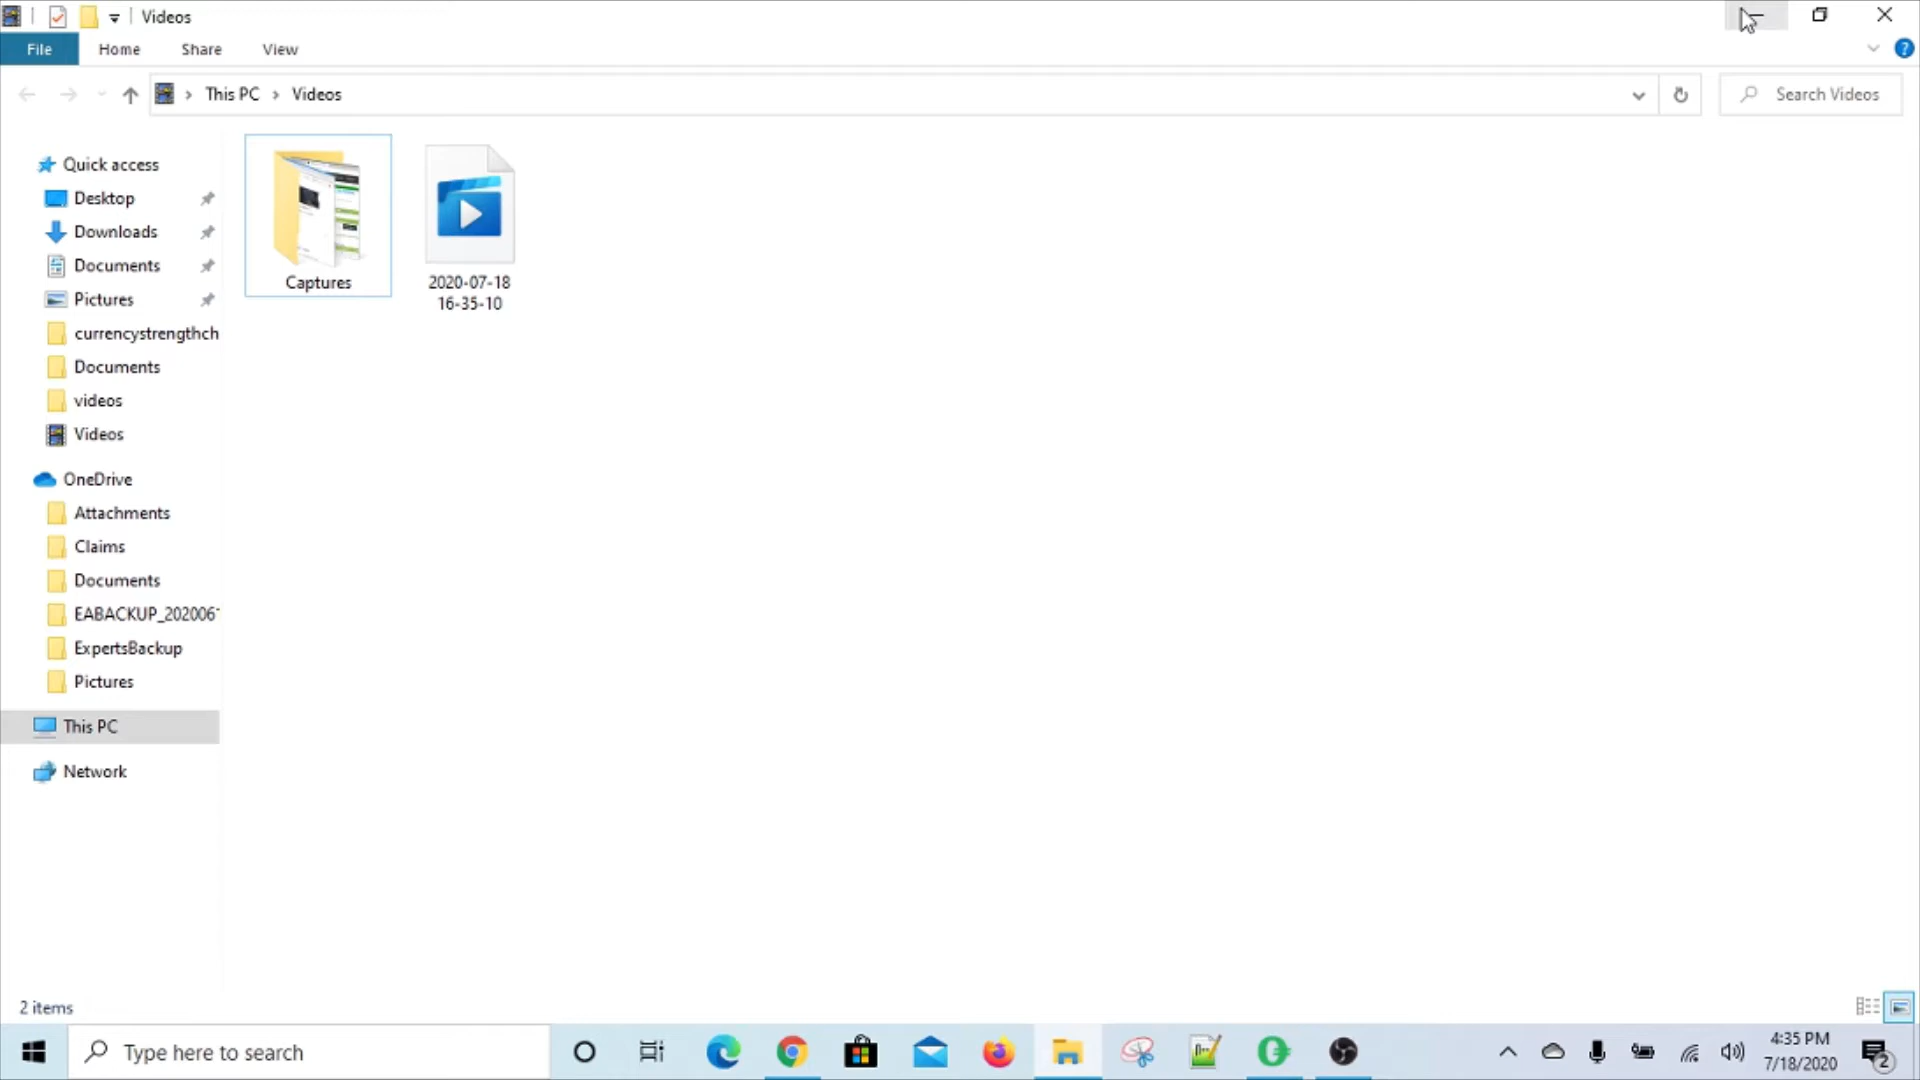 Videos
File Home Share View
This PC Videos
Search Videos
Quick access
Desktop
Downloads
Documents
Pictures
currencystrengthch
Documents
videos
Videos
OneDrive
Attachments
Claims
Documents
EABACKUP_202006
ExpertsBackup
Pictures
This PC
Network
Captures
2020-07-18
16-35-10
2 items
Type here to search
4:35 PM
7/18/2020
2